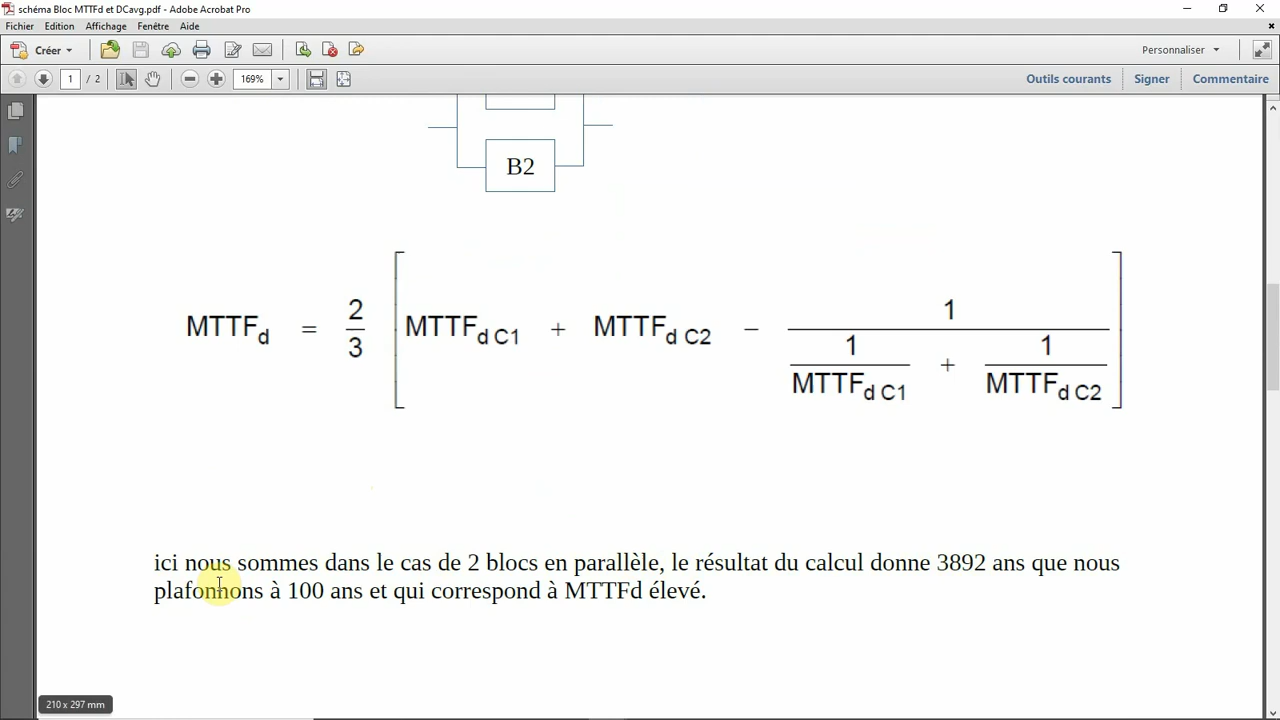 schéma Bloc MTTFd et DCavg.pdf - Adobe Acrobat Pro
Fichier Edition Affichage Fenêtre Aide
Créer Personnaliser
1 / 2 169% Outils courants Signer Commentaire
B2
MTTFd = 2/3 [ MTTFd C1 + MTTFd C2 − 1 / ( 1/MTTFd C1 + 1/MTTFd C2 ) ]
ici nous sommes dans le cas de 2 blocs en parallèle, le résultat du calcul donne 3892 ans que nous
plafonnons à 100 ans et qui correspond à MTTFd élevé.
210 x 297 mm